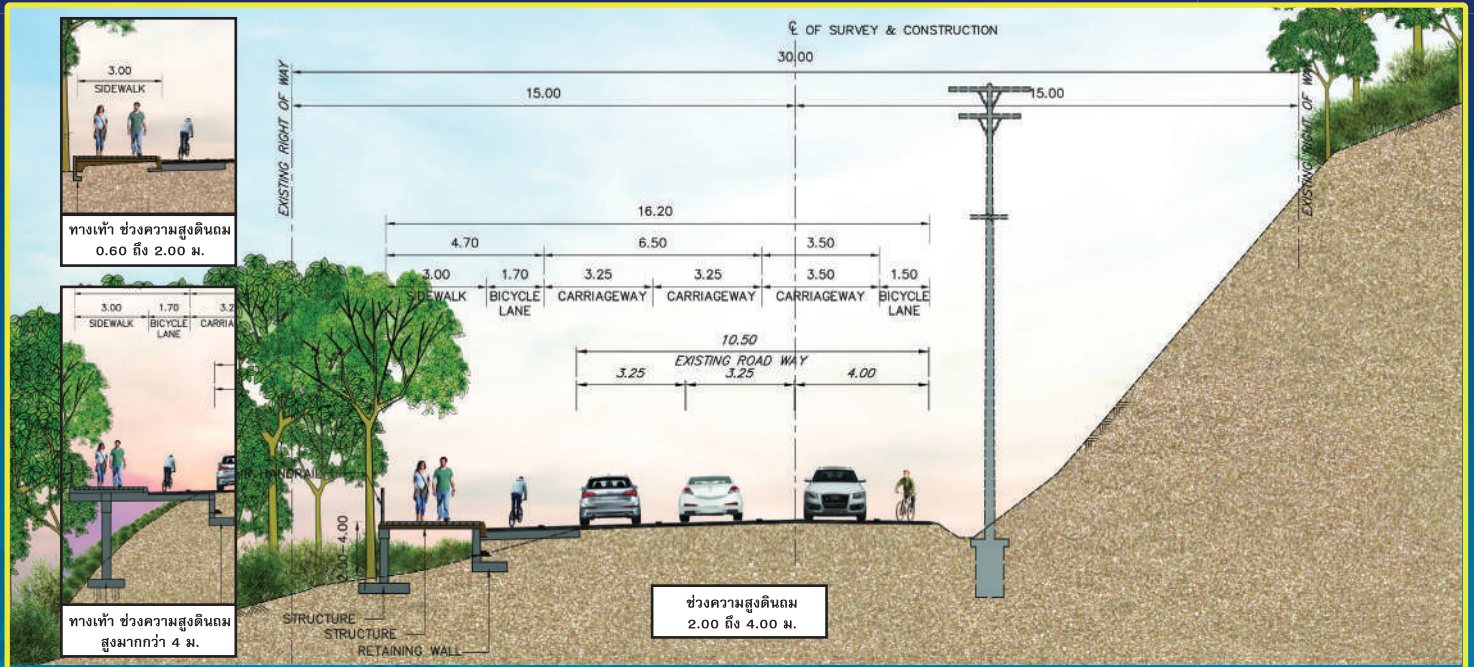 3.00
SIDEWALK
ทางเท้า ช่วงความสูงดินถม
0.60 ถึง 2.00 ม.
3.00 1.70
SIDEWALK BICYCLE
LANE
ทางเท้า ช่วงความสูงดินถม
สูงมากกว่า 4 ม.
℄ OF SURVEY & CONSTRUCTION
30.00
15.00 15.00
EXISTING RIGHT OF WAY
EXISTING RIGHT OF WAY
16.20
4.70 6.50 3.50
3.00 1.70 3.25 3.25 3.50 1.50
SIDEWALK BICYCLE LANE CARRIAGEWAY CARRIAGEWAY CARRIAGEWAY BICYCLE LANE
10.50
EXISTING ROAD WAY
3.25 3.25 4.00
HANDRAIL
STRUCTURE
STRUCTURE
RETAINING WALL
ช่วงความสูงดินถม
2.00 ถึง 4.00 ม.